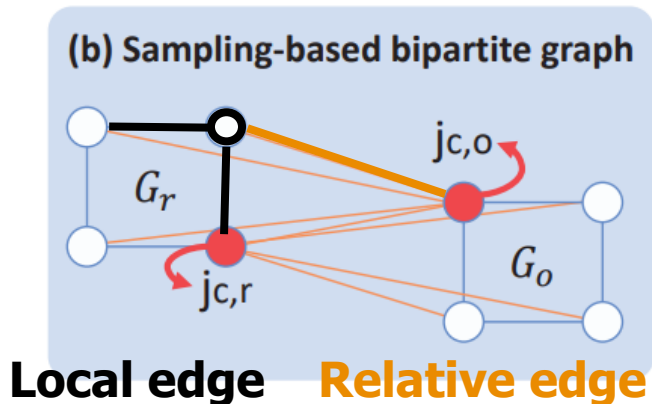 (b) Sampling-based bipartite graph
jc,o
Gr
Go
jc,r
Local edge Relative edge